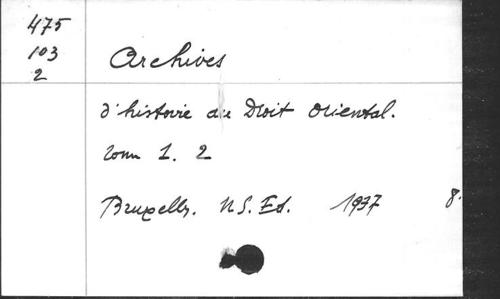 475
103
2
Archives
d'histoire du Droit Oriental.
Tom 1. 2
Bruxelles. N.S. Ed. 1937 8.